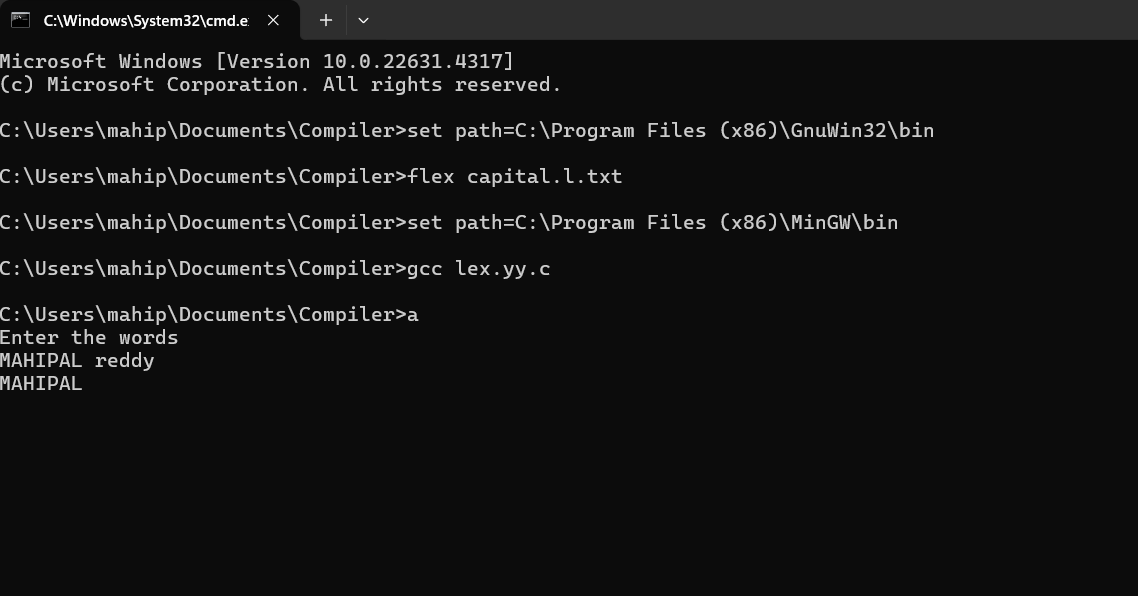 C:\Windows\System32\cmd.e
Microsoft Windows [Version 10.0.22631.4317]
(c) Microsoft Corporation. All rights reserved.
C:\Users\mahip\Documents\Compiler>set path=C:\Program Files (x86)\GnuWin32\bin
C:\Users\mahip\Documents\Compiler>flex capital.l.txt
C:\Users\mahip\Documents\Compiler>set path=C:\Program Files (x86)\MinGW\bin
C:\Users\mahip\Documents\Compiler>gcc lex.yy.c
C:\Users\mahip\Documents\Compiler>a
Enter the words
MAHIPAL reddy
MAHIPAL